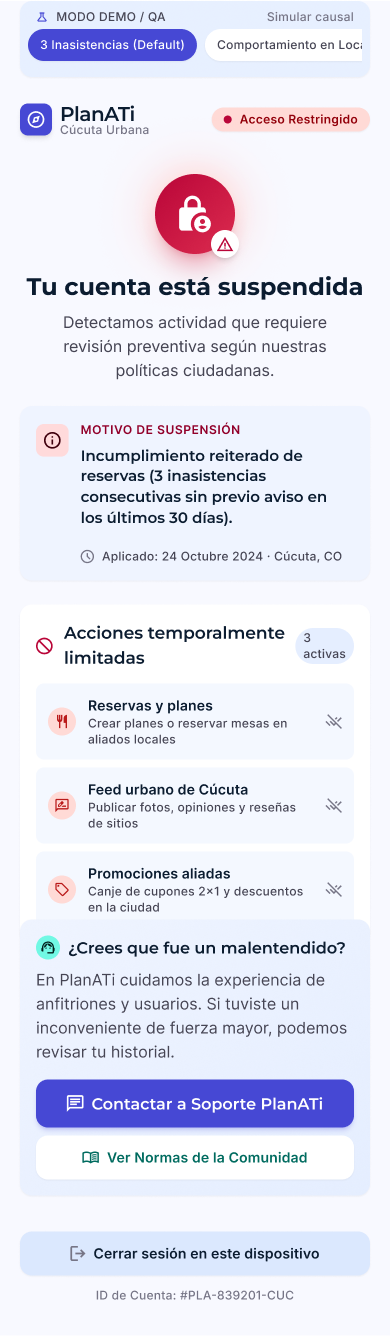 MODO DEMO / QA
Simular causal
3 Inasistencias (Default)
Comportamiento en Loca
PlanATi
Cúcuta Urbana
Acceso Restringido
Tu cuenta está suspendida
Detectamos actividad que requiere
revisión preventiva según nuestras
políticas ciudadanas.
MOTIVO DE SUSPENSIÓN
Incumplimiento reiterado de
reservas (3 inasistencias
consecutivas sin previo aviso en
los últimos 30 días).
Aplicado: 24 Octubre 2024 · Cúcuta, CO
Acciones temporalmente
limitadas
3
activas
Reservas y planes
Crear planes o reservar mesas en
aliados locales
Feed urbano de Cúcuta
Publicar fotos, opiniones y reseñas
de sitios
Promociones aliadas
Canje de cupones 2×1 y descuentos
en la ciudad
¿Crees que fue un malentendido?
En PlanATi cuidamos la experiencia de
anfitriones y usuarios. Si tuviste un
inconveniente de fuerza mayor, podemos
revisar tu historial.
Contactar a Soporte PlanATi
Ver Normas de la Comunidad
Cerrar sesión en este dispositivo
ID de Cuenta: #PLA-839201-CUC